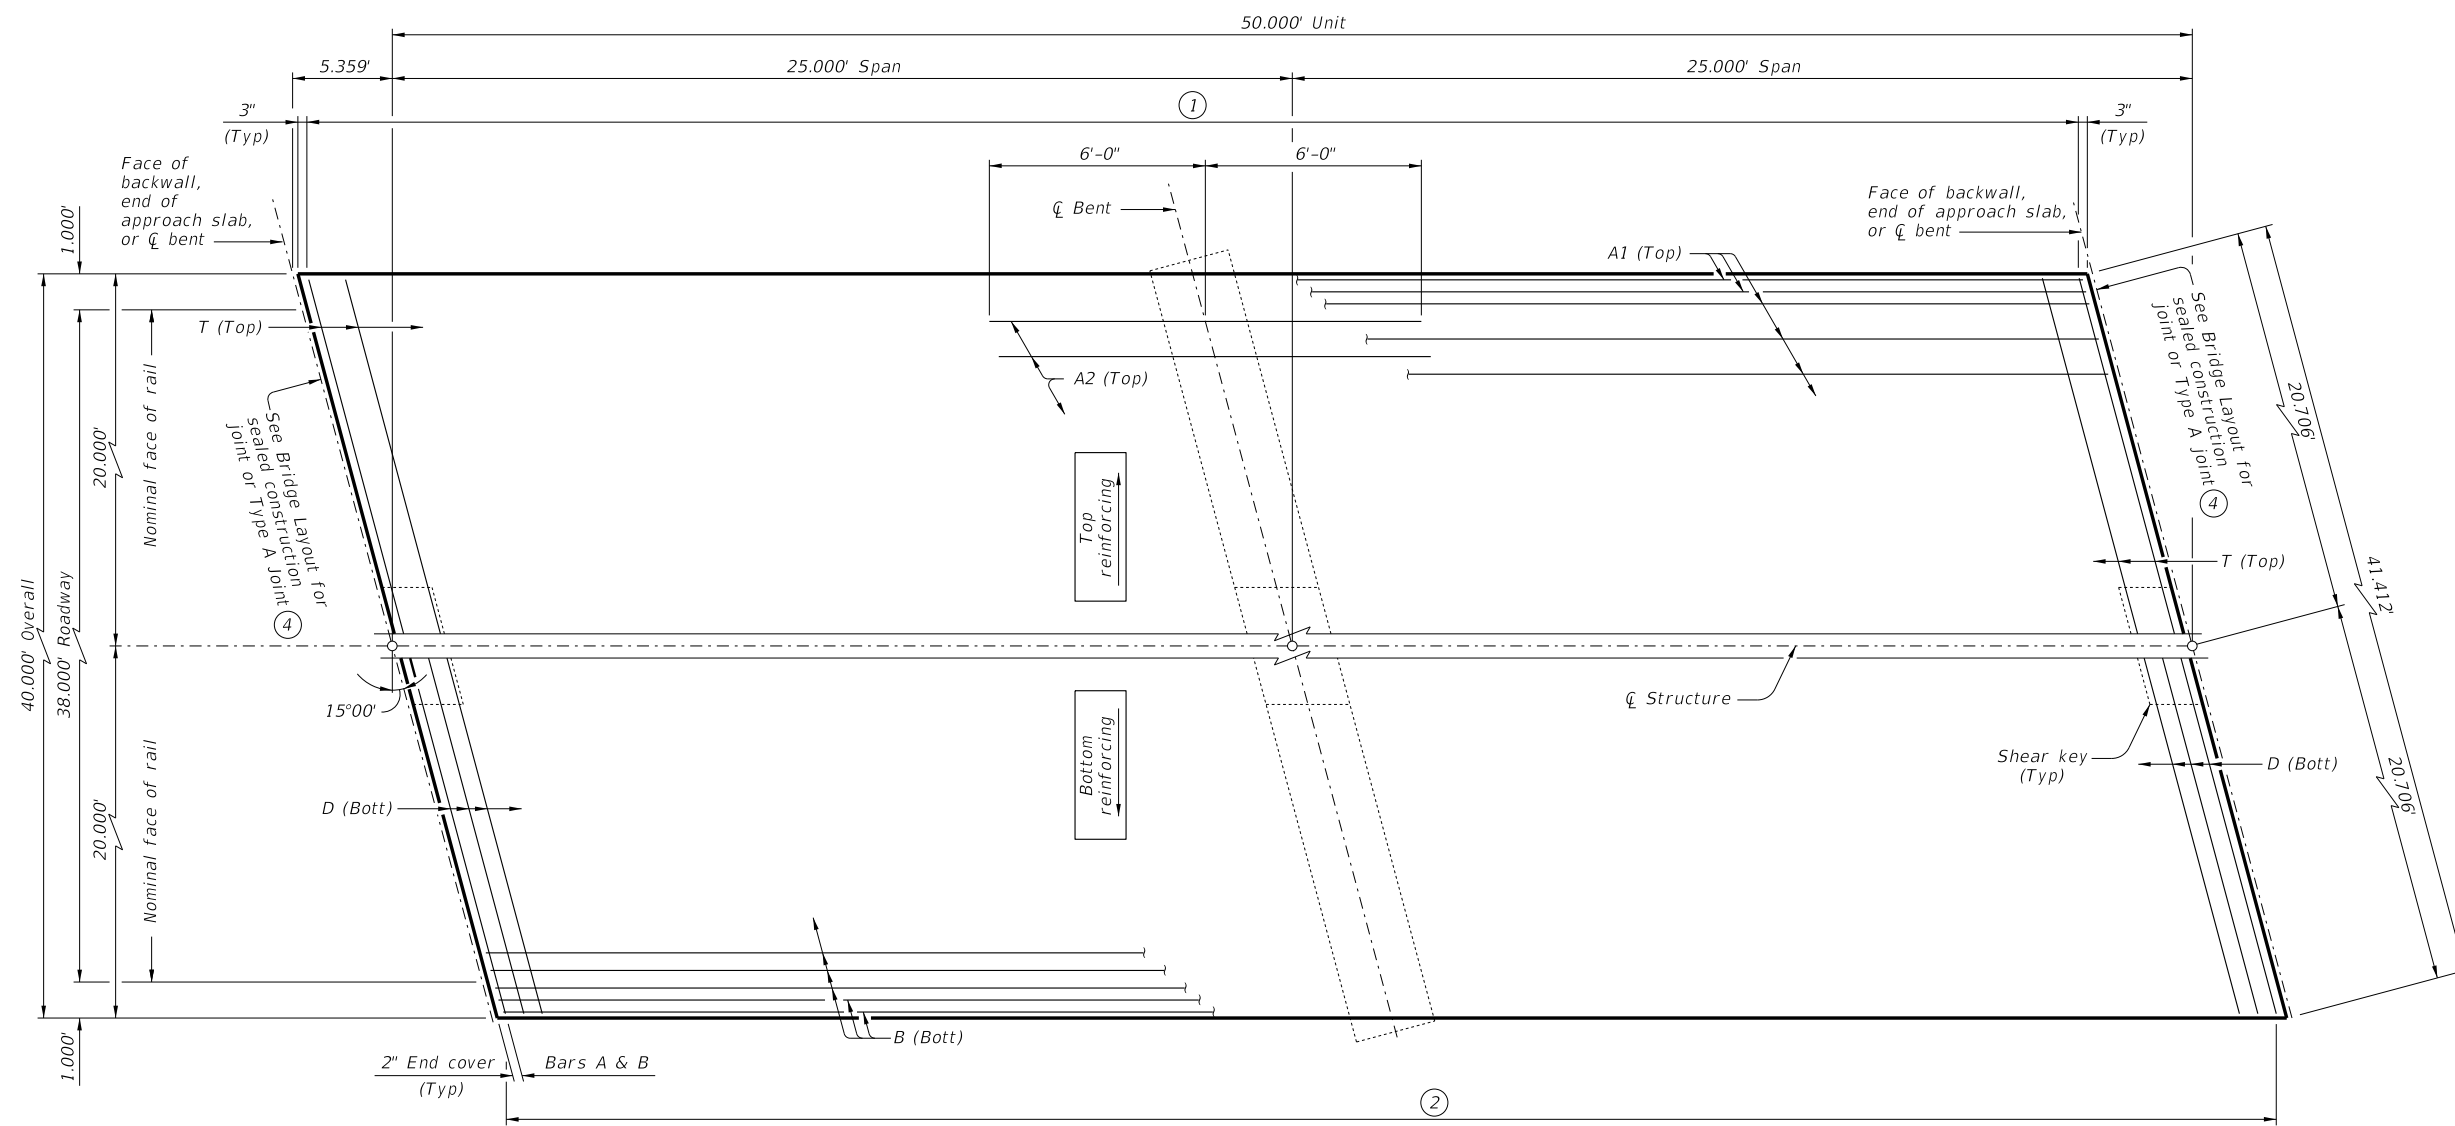 50.000' Unit
5.359'
25.000' Span
25.000' Span
1
3"
(Typ)
3"
(Typ)
6'-0"
6'-0"
Face of
backwall,
end of
approach slab,
or ℄ bent
℄ Bent
Face of backwall,
end of approach slab,
or ℄ bent
1.000'
A1 (Top)
T (Top)
A2 (Top)
See Bridge Layout for
sealed construction
joint or Type A Joint
4
See Bridge Layout for
sealed construction
joint or Type A joint
4
20.706'
41.412'
20.706'
Nominal face of rail
20.000'
40.000' Overall
38.000' Roadway
Top
reinforcing
T (Top)
15°00'
℄ Structure
Bottom
reinforcing
Shear key
(Typ)
D (Bott)
D (Bott)
20.000'
Nominal face of rail
B (Bott)
1.000'
2" End cover
(Typ)
Bars A & B
2